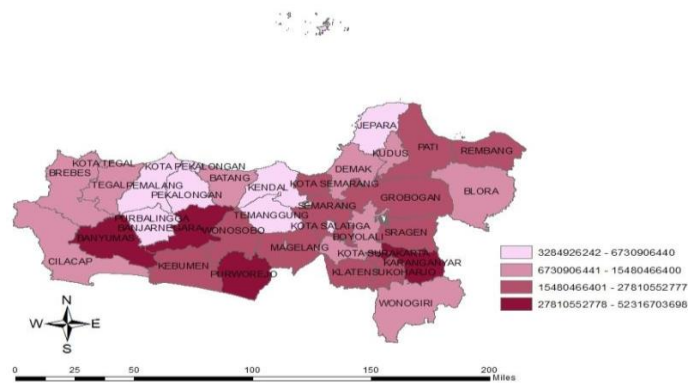 JEPARA
KUDUS
PATI
REMBANG
KOTA TEGAL
KOTA PEKALONGAN
DEMAK
BREBES
BATANG
KENDAL
KOTA SEMARANG
BLORA
TEGAL
PEMALANG
PEKALONGAN
GROBOGAN
SEMARANG
PURBALINGGA
TEMANGGUNG
BANJARNEGARA
WONOSOBO
KOTA SALATIGA
SRAGEN
BANYUMAS
BOYOLALI
CILACAP
MAGELANG
KOTA SURAKARTA
KARANGANYAR
KEBUMEN
PURWOREJO
KLATEN
SUKOHARJO
WONOGIRI
3284926242 - 6730906440
6730906441 - 15480466400
15480466401 - 27810552777
27810552778 - 52316703698
N
W
E
S
0
50
100
150
200
Miles